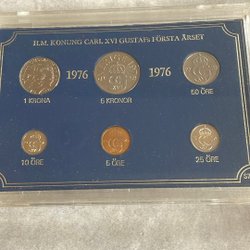 H.M. KONUNG CARL XVI GUSTAFs I ÖRSTA ÅRSET
1976 1976
1 KRONA 5 KRONOR 50 ÖRE
10 ÖRE 5 ÖRE 25 ÖRE